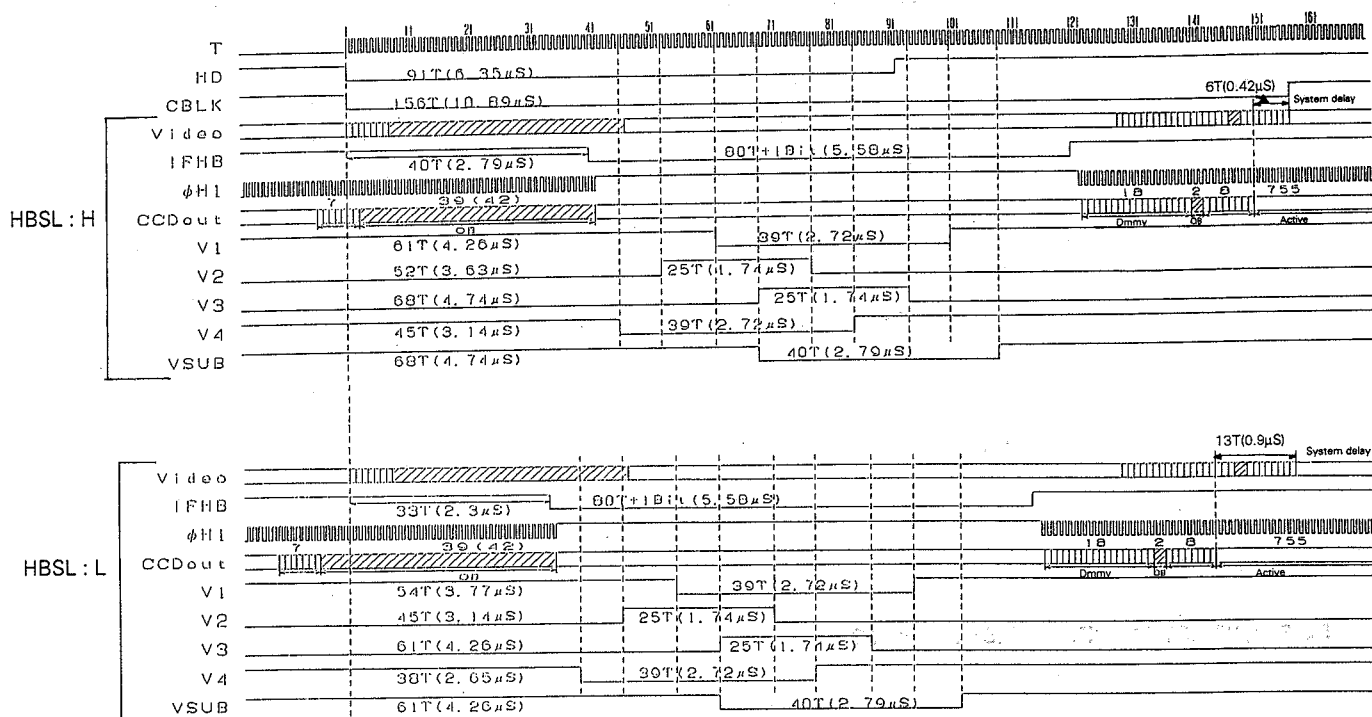 11 21 31 41 51 61 71 81 91 101 111 121 131 141 151 161
T
HD 91T(6.35μS)
6T(0.42μS)
CBLK 156T(10.89μS) System delay
Video
IFHB 40T(2.79μS) 80T+1Bit(5.58μS)
φH1
7 39(42) 18 2 8 755
CCDout
OB Dmmy OB Active
HBSL:H
V1 61T(4.26μS) 39T(2.72μS)
V2 52T(3.63μS) 25T(1.74μS)
V3 68T(4.74μS) 25T(1.74μS)
V4 45T(3.14μS) 39T(2.72μS)
VSUB 68T(4.74μS) 40T(2.79μS)
13T(0.9μS)
System delay
Video
IFHB 33T(2.3μS) 80T+1Bit(5.58μS)
φH1
7 39(42) 18 2 8 755
HBSL:L
CCDout
OB Dmmy OB Active
V1 54T(3.77μS) 39T(2.72μS)
V2 45T(3.14μS) 25T(1.74μS)
V3 61T(4.26μS) 25T(1.74μS)
V4 38T(2.65μS) 39T(2.72μS)
VSUB 61T(4.26μS) 40T(2.79μS)